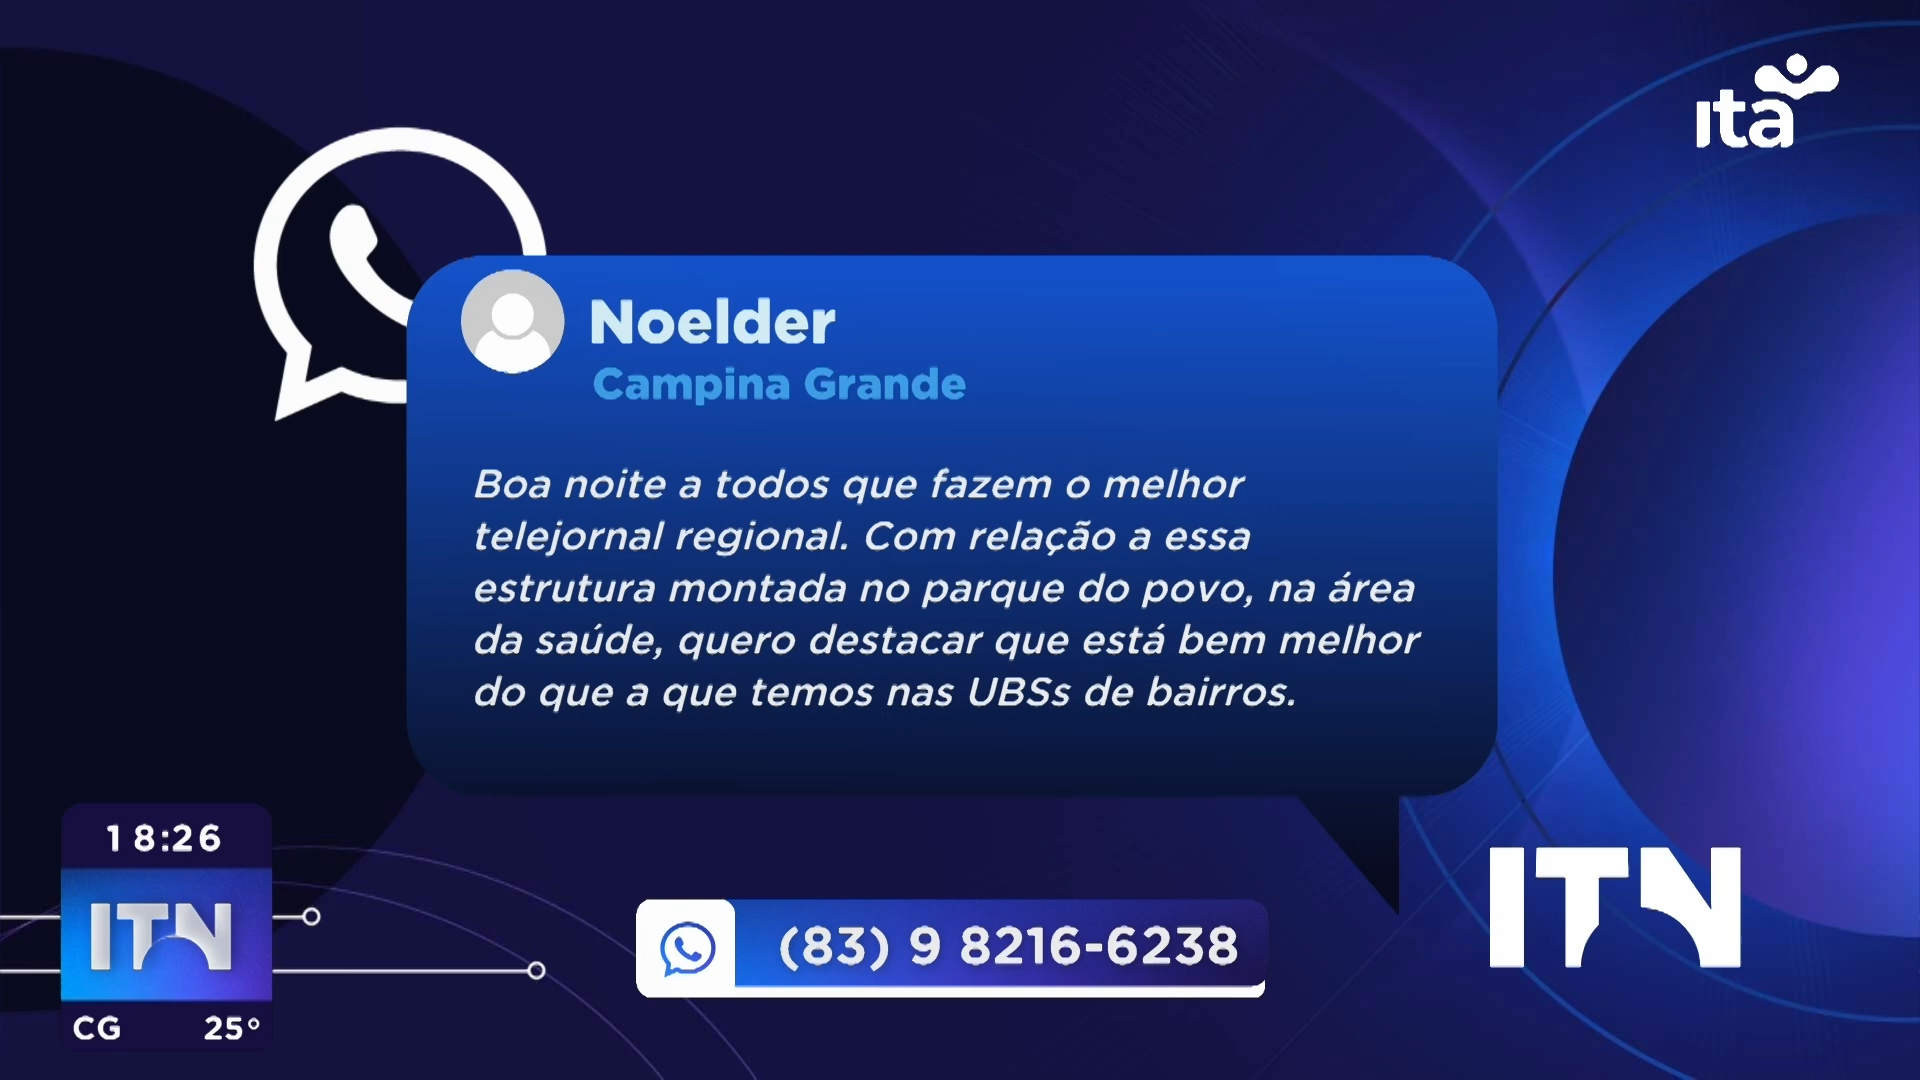 ita
Noelder
Campina Grande
Boa noite a todos que fazem o melhor
telejornal regional. Com relação a essa
estrutura montada no parque do povo, na área
da saúde, quero destacar que está bem melhor
do que a que temos nas UBSs de bairros.
18:26
ITN
CG 25°
(83) 9 8216-6238
ITN